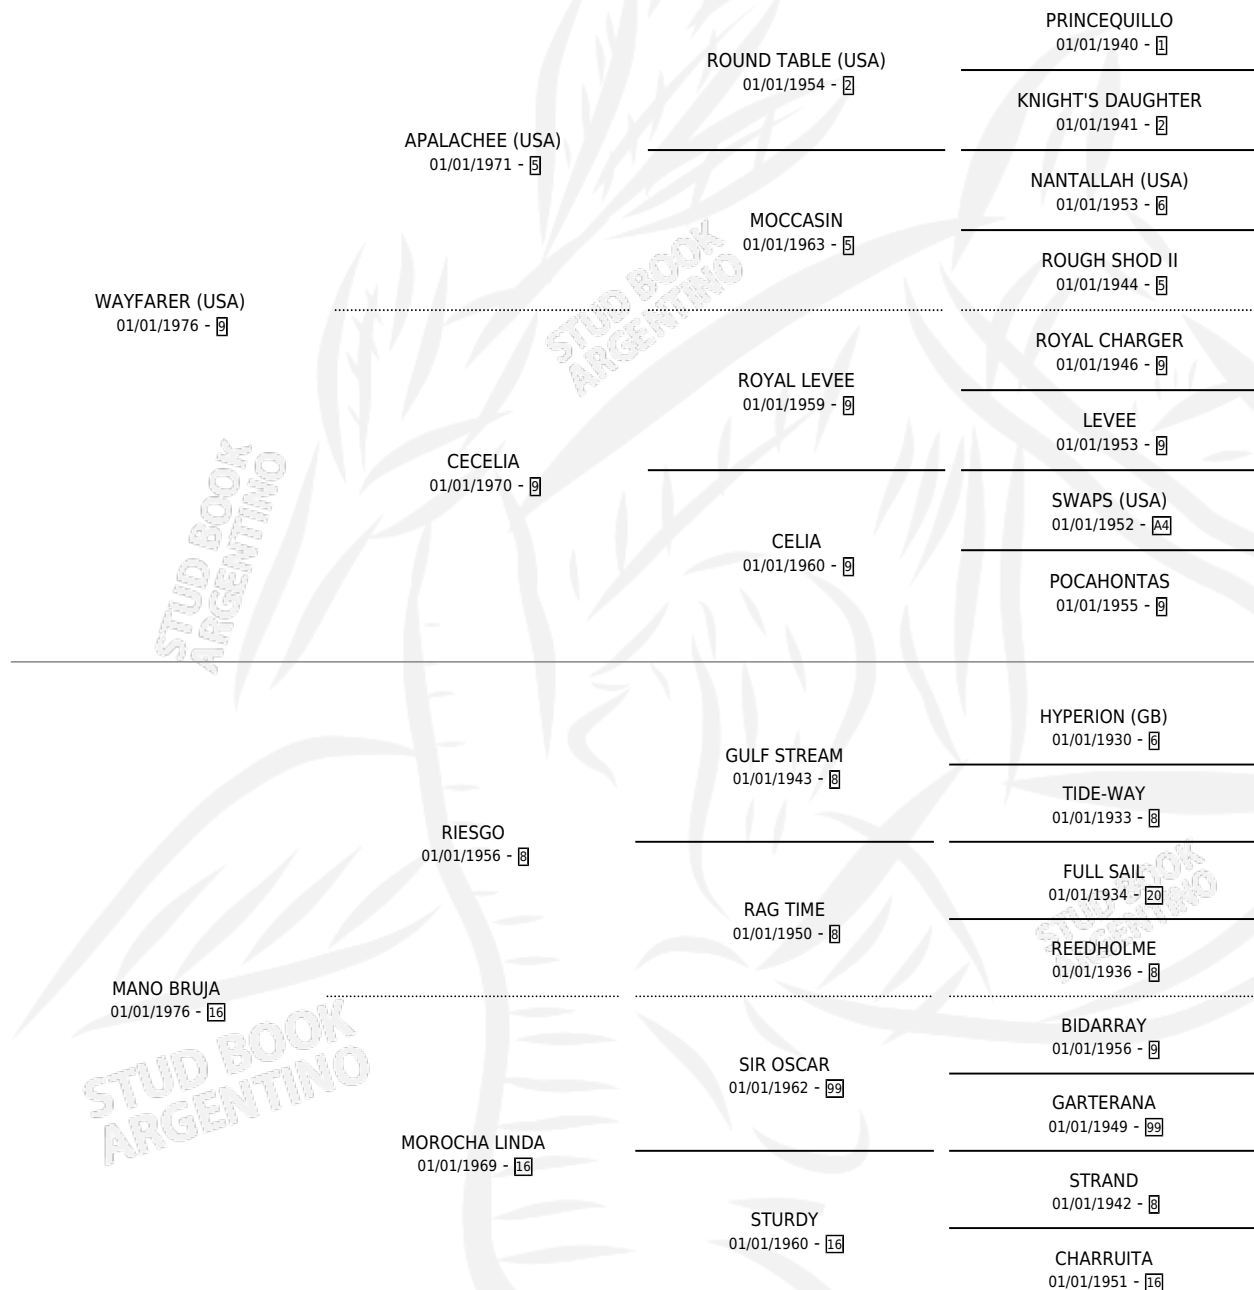 PRINCEQUILLO
01/01/1940 - 1
ROUND TABLE (USA)
01/01/1954 - 2
KNIGHT'S DAUGHTER
01/01/1941 - 2
APALACHEE (USA)
01/01/1971 - 5
NANTALLAH (USA)
01/01/1953 - 6
MOCCASIN
01/01/1963 - 5
ROUGH SHOD II
01/01/1944 - 5
WAYFARER (USA)
01/01/1976 - 9
ROYAL CHARGER
01/01/1946 - 9
ROYAL LEVEE
01/01/1959 - 9
LEVEE
01/01/1953 - 9
CECELIA
01/01/1970 - 9
SWAPS (USA)
01/01/1952 - A4
CELIA
01/01/1960 - 9
POCAHONTAS
01/01/1955 - 9
HYPERION (GB)
01/01/1930 - 6
GULF STREAM
01/01/1943 - 8
TIDE-WAY
01/01/1933 - 8
RIESGO
01/01/1956 - 8
FULL SAIL
01/01/1934 - 20
RAG TIME
01/01/1950 - 8
REEDHOLME
01/01/1936 - 8
MANO BRUJA
01/01/1976 - 16
BIDARRAY
01/01/1956 - 9
SIR OSCAR
01/01/1962 - 99
GARTERANA
01/01/1949 - 99
MOROCHA LINDA
01/01/1969 - 16
STRAND
01/01/1942 - 8
STURDY
01/01/1960 - 16
CHARRUITA
01/01/1951 - 16
STUD BOOK
ARGENTINO
STUD BOOK
ARGENTINO
STUD BOOK
ARGENTINO
STUD BOOK
ARGENTINO